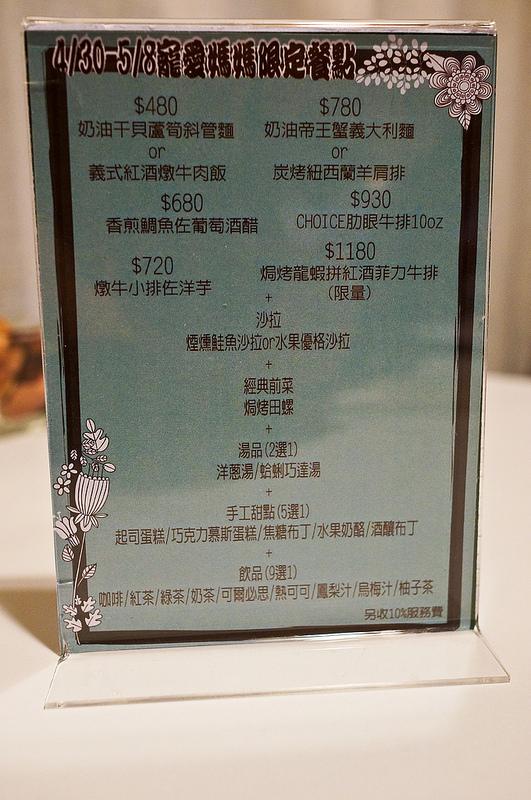 4/30-5/8寵愛媽媽限定餐點
$480
奶油干貝蘆筍斜管麵
or
義式紅酒燉牛肉飯
$780
奶油帝王蟹義大利麵
or
炭烤紐西蘭羊肩排
$680
香煎鯛魚佐葡萄酒醋
$930
CHOICE肋眼牛排10oz
$720
燉牛小排佐洋芋
$1180
焗烤龍蝦拼紅酒菲力牛排
(限量)
+
沙拉
煙燻鮭魚沙拉or水果優格沙拉
+
經典前菜
焗烤田螺
+
湯品(2選1)
洋蔥湯/蛤蜊巧達湯
+
手工甜點(5選1)
起司蛋糕/巧克力慕斯蛋糕/焦糖布丁/水果奶酪/酒釀布丁
+
飲品(9選1)
咖啡/紅茶/綠茶/奶茶/可爾必思/熱可可/鳳梨汁/烏梅汁/柚子茶
另收10%服務費